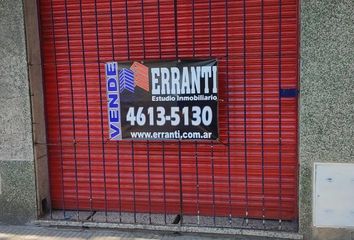 VENDE
ERRANTI
Estudio Inmobiliario
4613-5130
www.erranti.com.ar